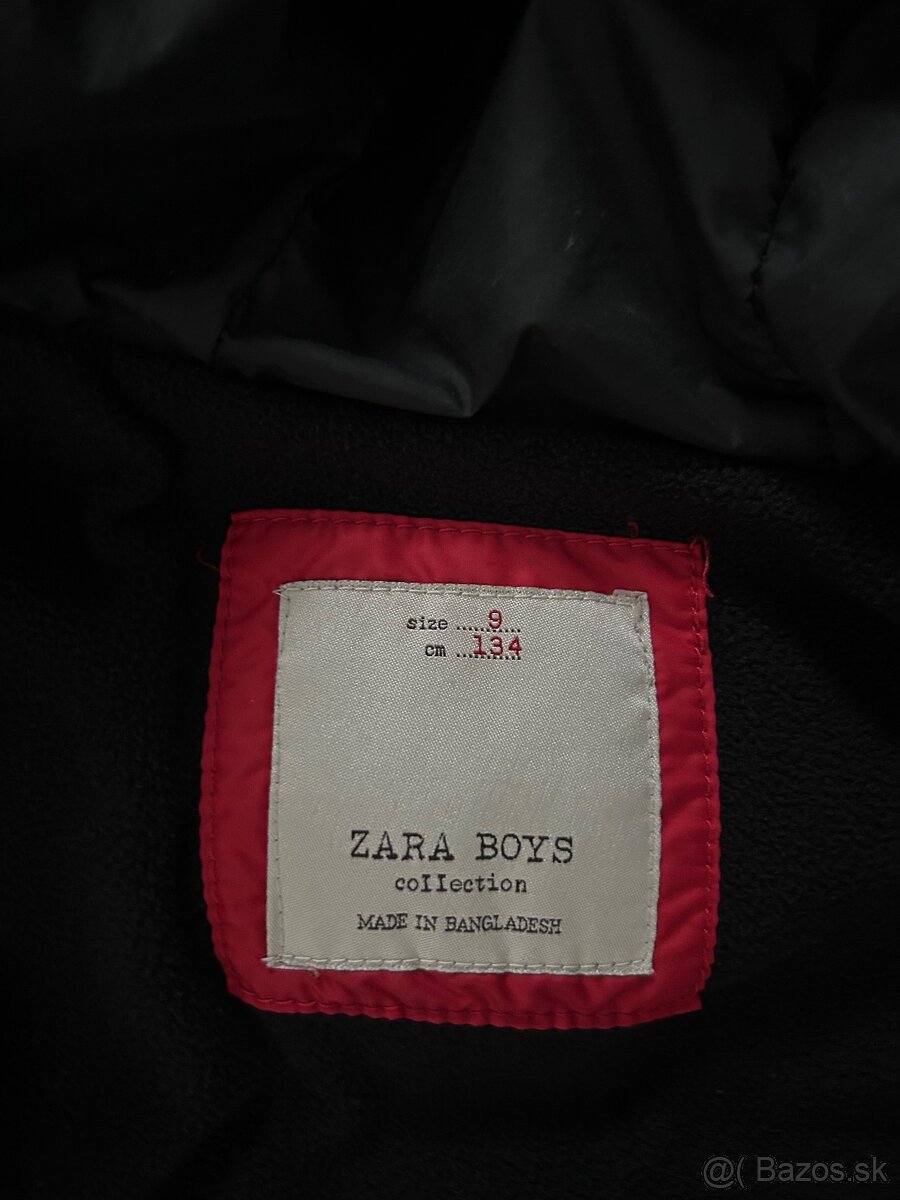 size ......9....
cm ......134
ZARA BOYS
collection
MADE IN BANGLADESH
@( Bazos.sk